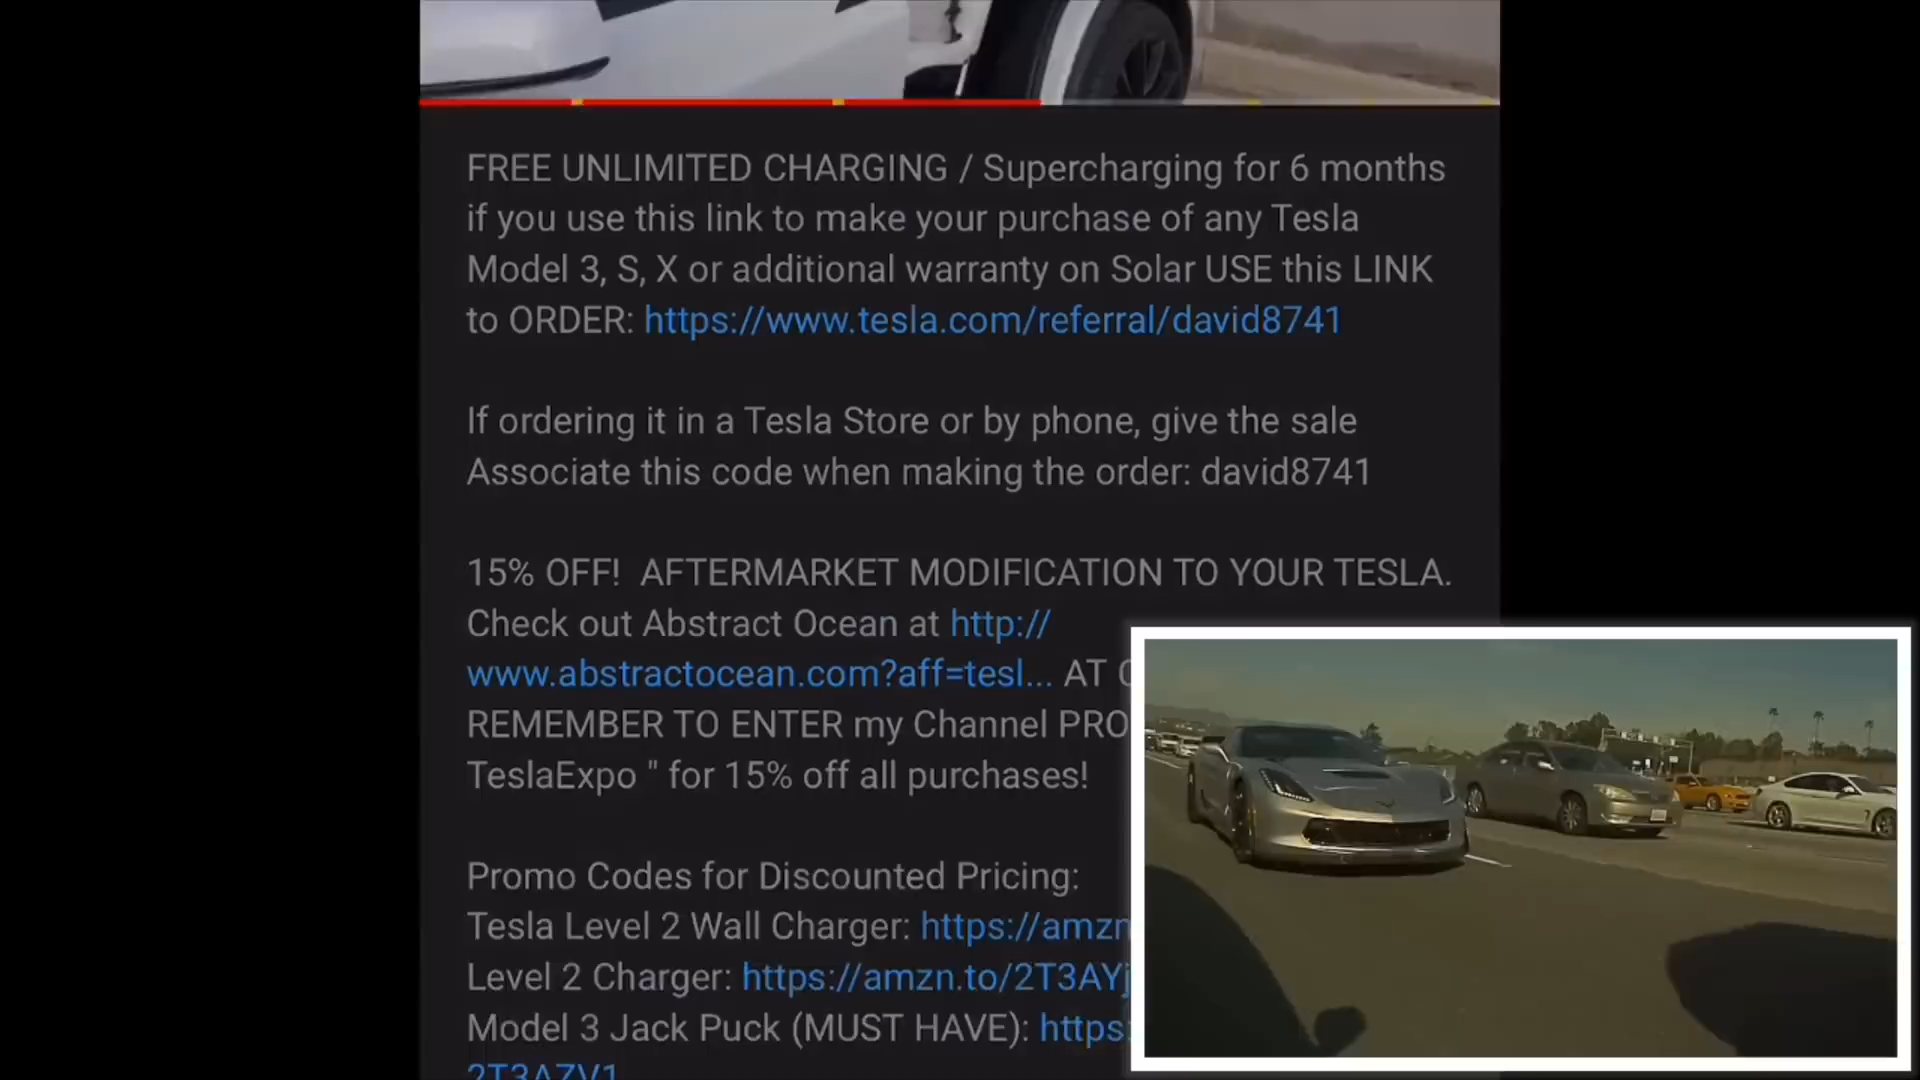 FREE UNLIMITED CHARGING / Supercharging for 6 months
if you use this link to make your purchase of any Tesla
Model 3, S, X or additional warranty on Solar USE this LINK
to ORDER: https://www.tesla.com/referral/david8741
If ordering it in a Tesla Store or by phone, give the sale
Associate this code when making the order: david8741
15% OFF!  AFTERMARKET MODIFICATION TO YOUR TESLA.
Check out Abstract Ocean at http://
www.abstractocean.com?aff=tesl... AT
REMEMBER TO ENTER my Channel PRO
TeslaExpo " for 15% off all purchases!
Promo Codes for Discounted Pricing:
Tesla Level 2 Wall Charger: https://amzn
Level 2 Charger: https://amzn.to/2T3AYj
Model 3 Jack Puck (MUST HAVE): https:
2T3AZV1